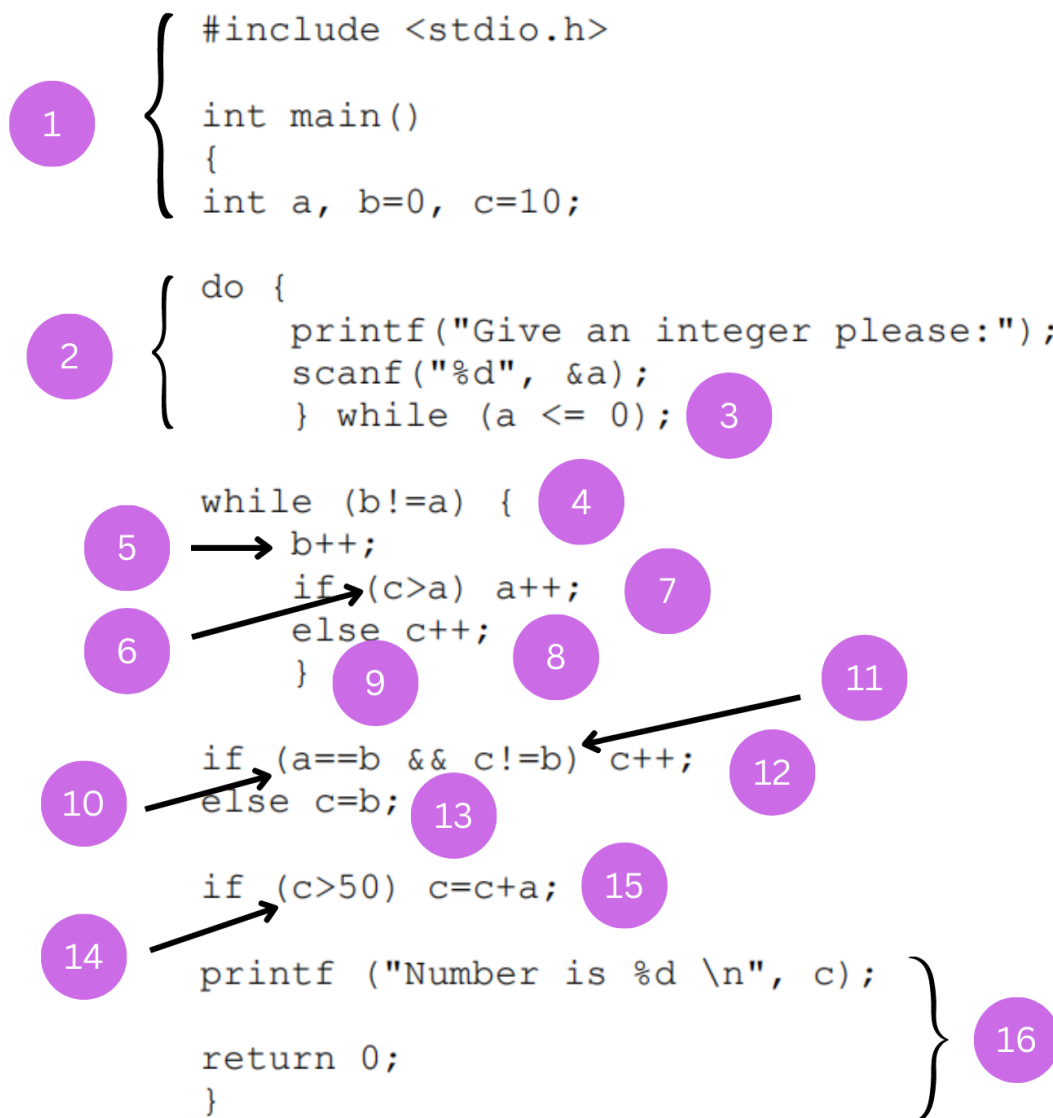 #include <stdio.h>
1
int main()
{
int a, b=0, c=10;
do {
printf("Give an integer please:");
2
scanf("%d", &a);
} while (a <= 0); 3
while (b!=a) { 4
5 b++;
if (c>a) a++; 7
6 else c++; 8
} 9
11
if (a==b && c!=b) c++; 12
10 else c=b; 13
if (c>50) c=c+a; 15
14
printf ("Number is %d \n", c);
16
return 0;
}